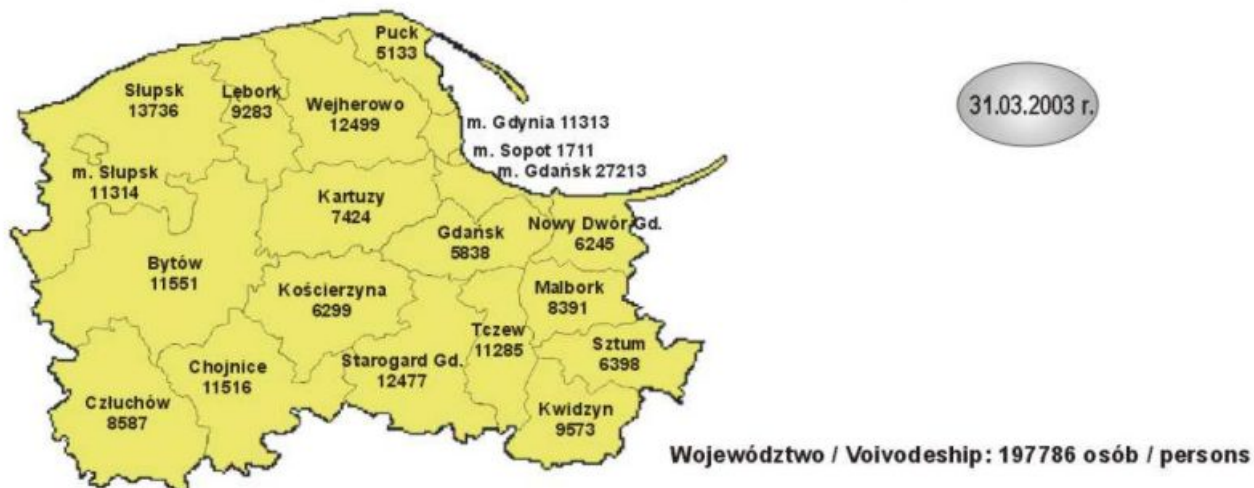 Puck
5133
31.03.2003 r.
Słupsk
13736
Lębork
9283
Wejherowo
12499
m. Gdynia 11313
m. Sopot 1711
m. Gdańsk 27213
m. Słupsk
11314
Kartuzy
7424
Gdańsk
5838
Nowy Dwór Gd.
6245
Bytów
11551
Kościerzyna
6299
Malbork
8391
Tczew
11285
Sztum
6398
Chojnice
11516
Starogard Gd.
12477
Człuchów
8587
Kwidzyn
9573
Województwo / Voivodeship: 197786 osób / persons